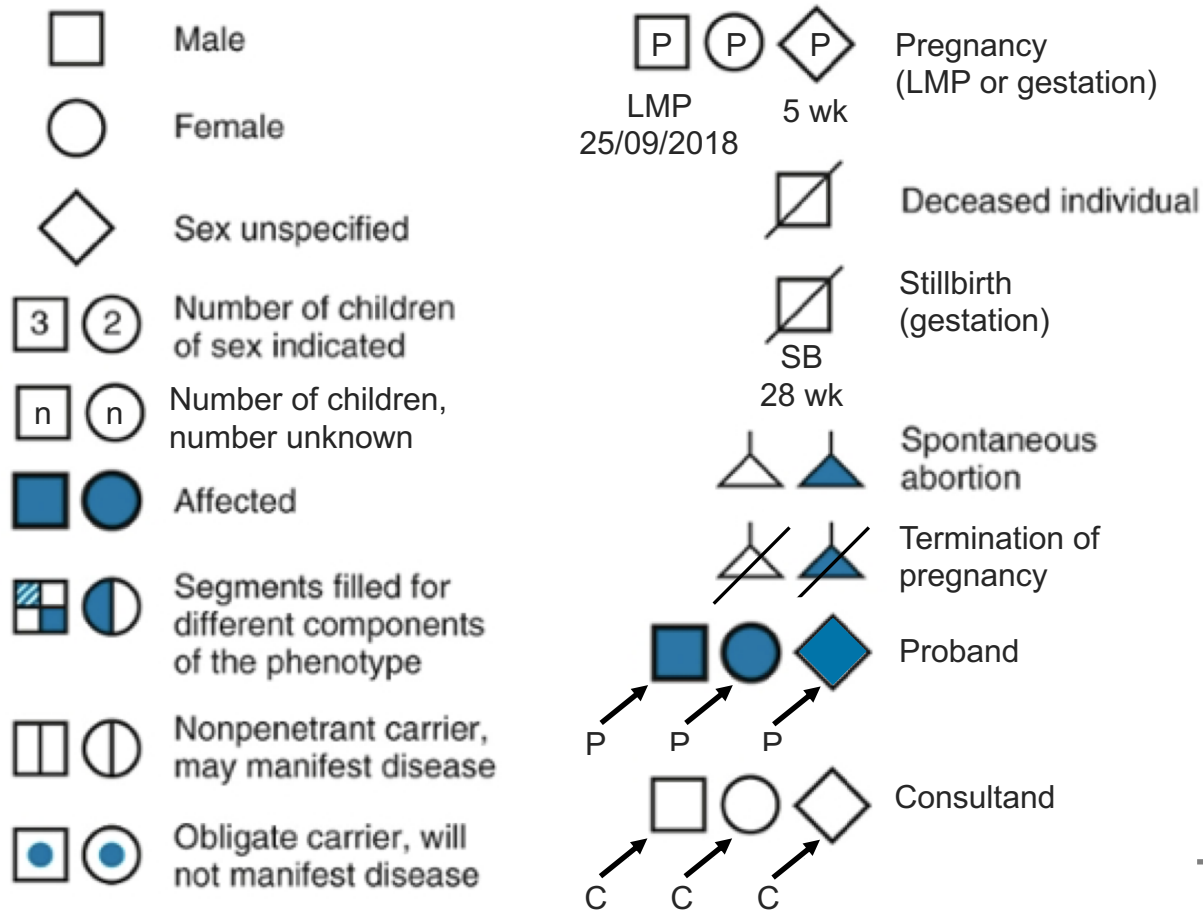 Male
Female
Sex unspecified
3 2
Number of children
of sex indicated
n n
Number of children,
number unknown
Affected
Segments filled for
different components
of the phenotype
Nonpenetrant carrier,
may manifest disease
Obligate carrier, will
not manifest disease
P P P
Pregnancy
(LMP or gestation)
LMP
25/09/2018
5 wk
Deceased individual
Stillbirth
(gestation)
SB
28 wk
Spontaneous
abortion
Termination of
pregnancy
Proband
P P P
Consultand
C C C